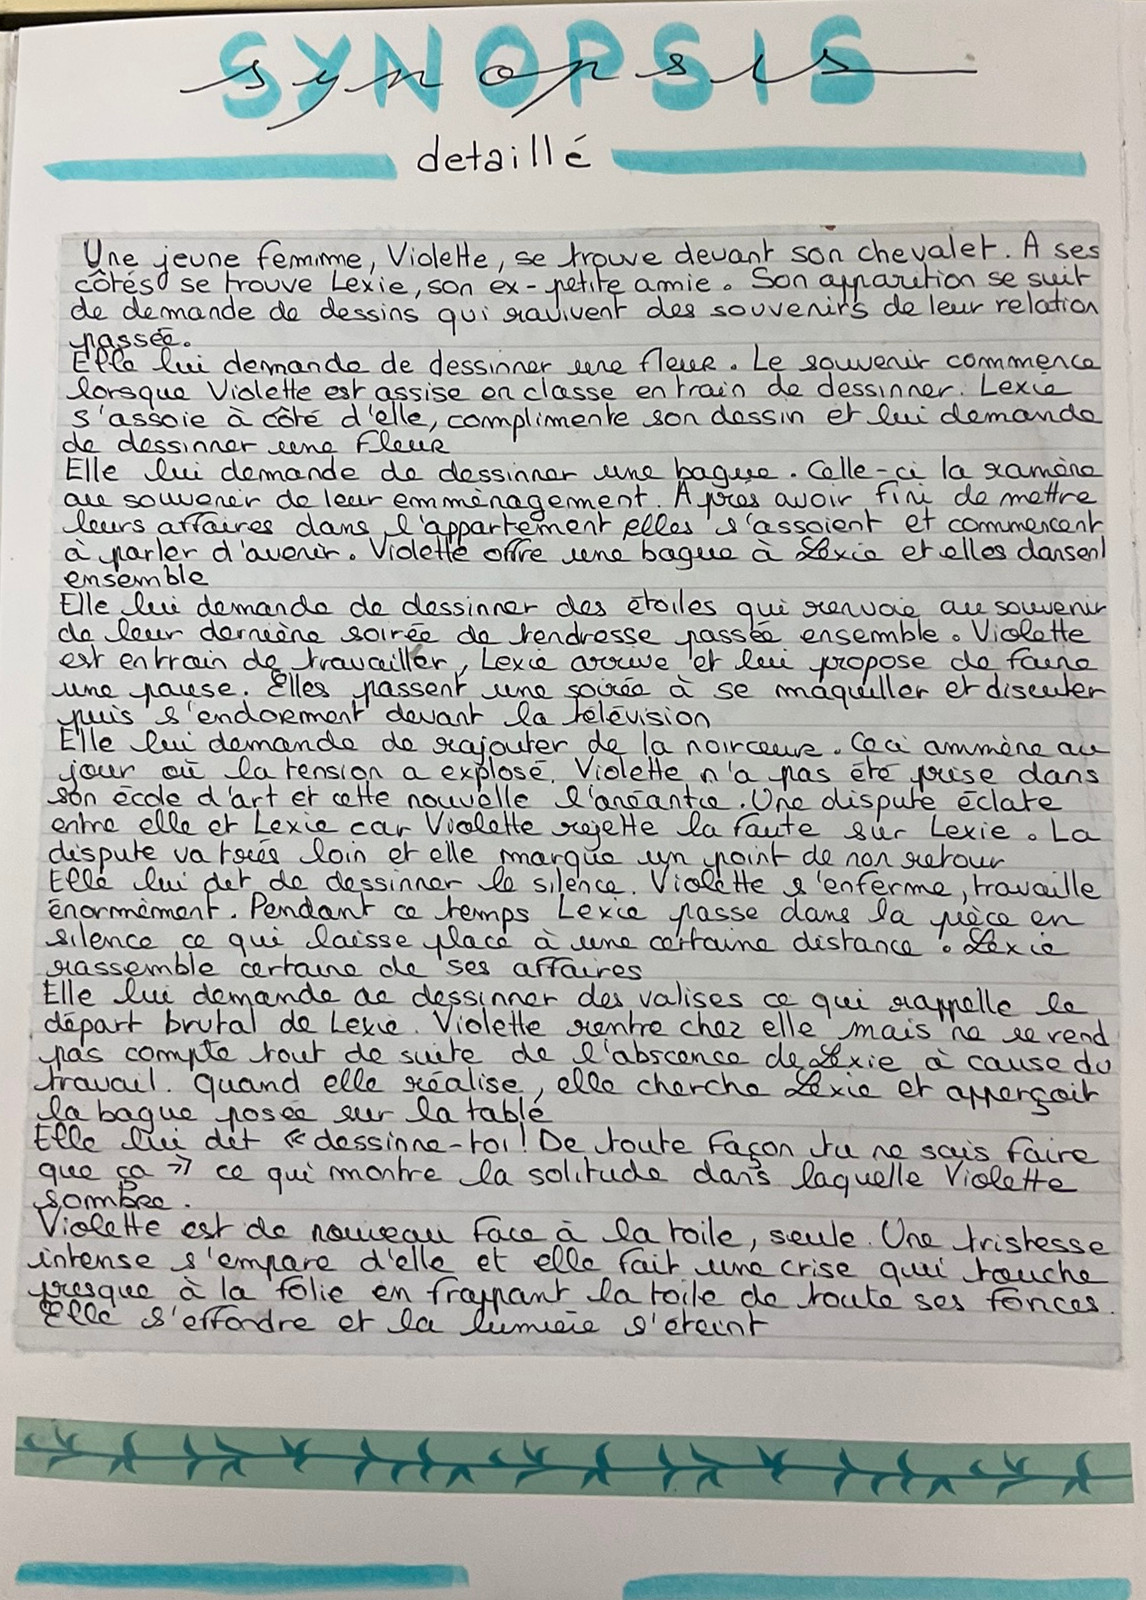 SYNOPSIS
synopsis
detaillé
Une jeune femme, Violette, se trouve devant son chevalet. A ses
côtés se trouve Lexie, son ex-petite amie. Son apparition se suit
de demande de dessins qui ravivent des souvenirs de leur relation
passée.
Elle lui demande de dessinner une fleur. Le souvenir commence
lorsque Violette est assise en classe entrain de dessinner. Lexie
s'assoie à côté d'elle, complimente son dessin et lui demande
de dessinner une fleur
Elle lui demande de dessinner une bague. Celle-ci la ramène
au souvenir de leur emménagement. Apres avoir fini de mettre
leurs affaires dans l'appartement elles s'assoient et commencent
à parler d'avenir. Violette offre une bague à Lexie et elles dansent
ensemble
Elle lui demande de dessinner des étoiles qui renvoie au souvenir
de leur dernière soirée de tendresse passée ensemble. Violette
est entrain de travailler, Lexie arrive et lui propose de faire
une pause. Elles passent une soirée à se maquiller et discuter
puis s'endorment devant la télévision
Elle lui demande de rajouter de la noirceur. Ceci ammène au
jour où la tension a explosé. Violette n'a pas été prise dans
son école d'art et cette nouvelle l'anéantie. Une dispute éclate
entre elle et Lexie car Violette rejette la faute sur Lexie. La
dispute va très loin et elle marque un point de non retour
Elle lui dit de dessinner le silence. Violette s'enferme, travaille
énormément. Pendant ce temps Lexie passe dans la pièce en
silence ce qui laisse place à une certaine distance. Lexie
rassemble certaine de ses affaires
Elle lui demande de dessinner des valises ce qui rappelle le
départ brutal de Lexie. Violette rentre chez elle mais ne se rend
pas compte tout de suite de l'abscence de Lexie à cause du
travail. Quand elle réalise, elle cherche Lexie et apperçoit
la bague posée sur la table
Elle lui dit « dessinne-toi! De toute façon tu ne sais faire
que ça » ce qui montre la solitude dans laquelle Violette
sombre.
Violette est de nouveau face à la toile, seule. Une tristesse
intense s'empare d'elle et elle fait une crise qui touche
presque à la folie en frappant la toile de toute ses forces.
Elle s'effondre et la lumière s'éteint